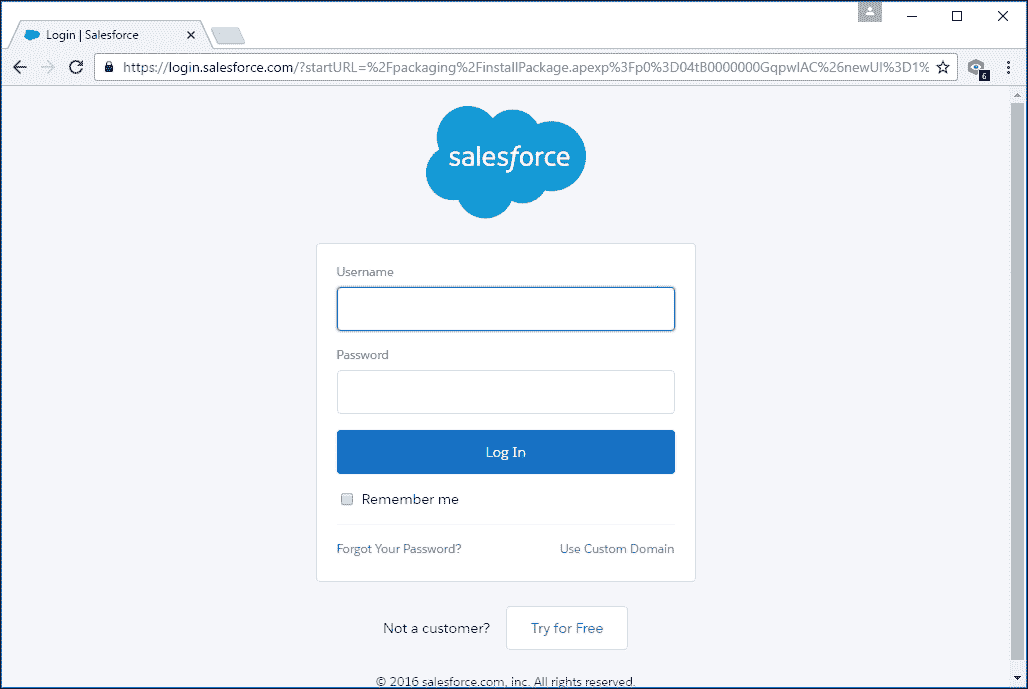 Login | Salesforce
https://login.salesforce.com/?startURL=%2Fpackaging%2FinstallPackage.apexp%3Fp0%3D04tB0000000GqpwIAC%26newUI%3D1%
6
salesforce
Username
Password
Log In
Remember me
Forgot Your Password? Use Custom Domain
Not a customer? Try for Free
© 2016 salesforce.com, inc. All rights reserved.